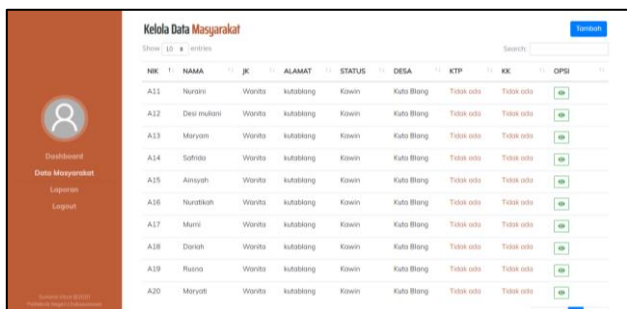 Kelola Data Masyarakat
Tambah
Show 10 entries
Search:
NIK NAMA JK ALAMAT STATUS DESA KTP KK OPSI
A11 Nuraini Wanita kutablang Kawin Kuta Blang Tidak ada Tidak ada
A12 Desi muliani Wanita kutablang Kawin Kuta Blang Tidak ada Tidak ada
A13 Maryam Wanita kutablang Kawin Kuta Blang Tidak ada Tidak ada
A14 Safrida Wanita kutablang Kawin Kuta Blang Tidak ada Tidak ada
A15 Ainsyah Wanita kutablang Kawin Kuta Blang Tidak ada Tidak ada
A16 Nuratikah Wanita kutablang Kawin Kuta Blang Tidak ada Tidak ada
A17 Murni Wanita kutablang Kawin Kuta Blang Tidak ada Tidak ada
A18 Dariah Wanita kutablang Kawin Kuta Blang Tidak ada Tidak ada
A19 Rusna Wanita kutablang Kawin Kuta Blang Tidak ada Tidak ada
A20 Maryati Wanita kutablang Kawin Kuta Blang Tidak ada Tidak ada
Dashboard
Data Masyarakat
Laporan
Logout